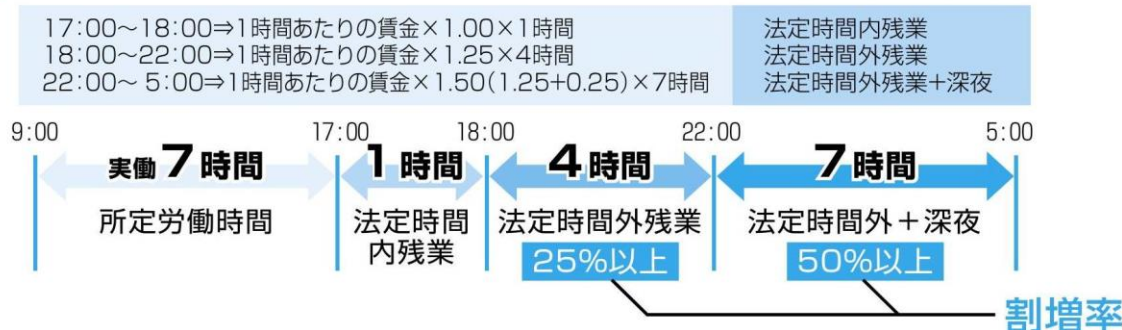 17:00～18:00⇒1時間あたりの賃金×1.00×1時間 法定時間内残業
18:00～22:00⇒1時間あたりの賃金×1.25×4時間 法定時間外残業
22:00～ 5:00⇒1時間あたりの賃金×1.50(1.25+0.25)×7時間 法定時間外残業+深夜
9:00 17:00 18:00 22:00 5:00
実働7時間 1時間 4時間 7時間
所定労働時間 法定時間 法定時間外残業 法定時間外＋深夜
内残業 25%以上 50%以上
割増率